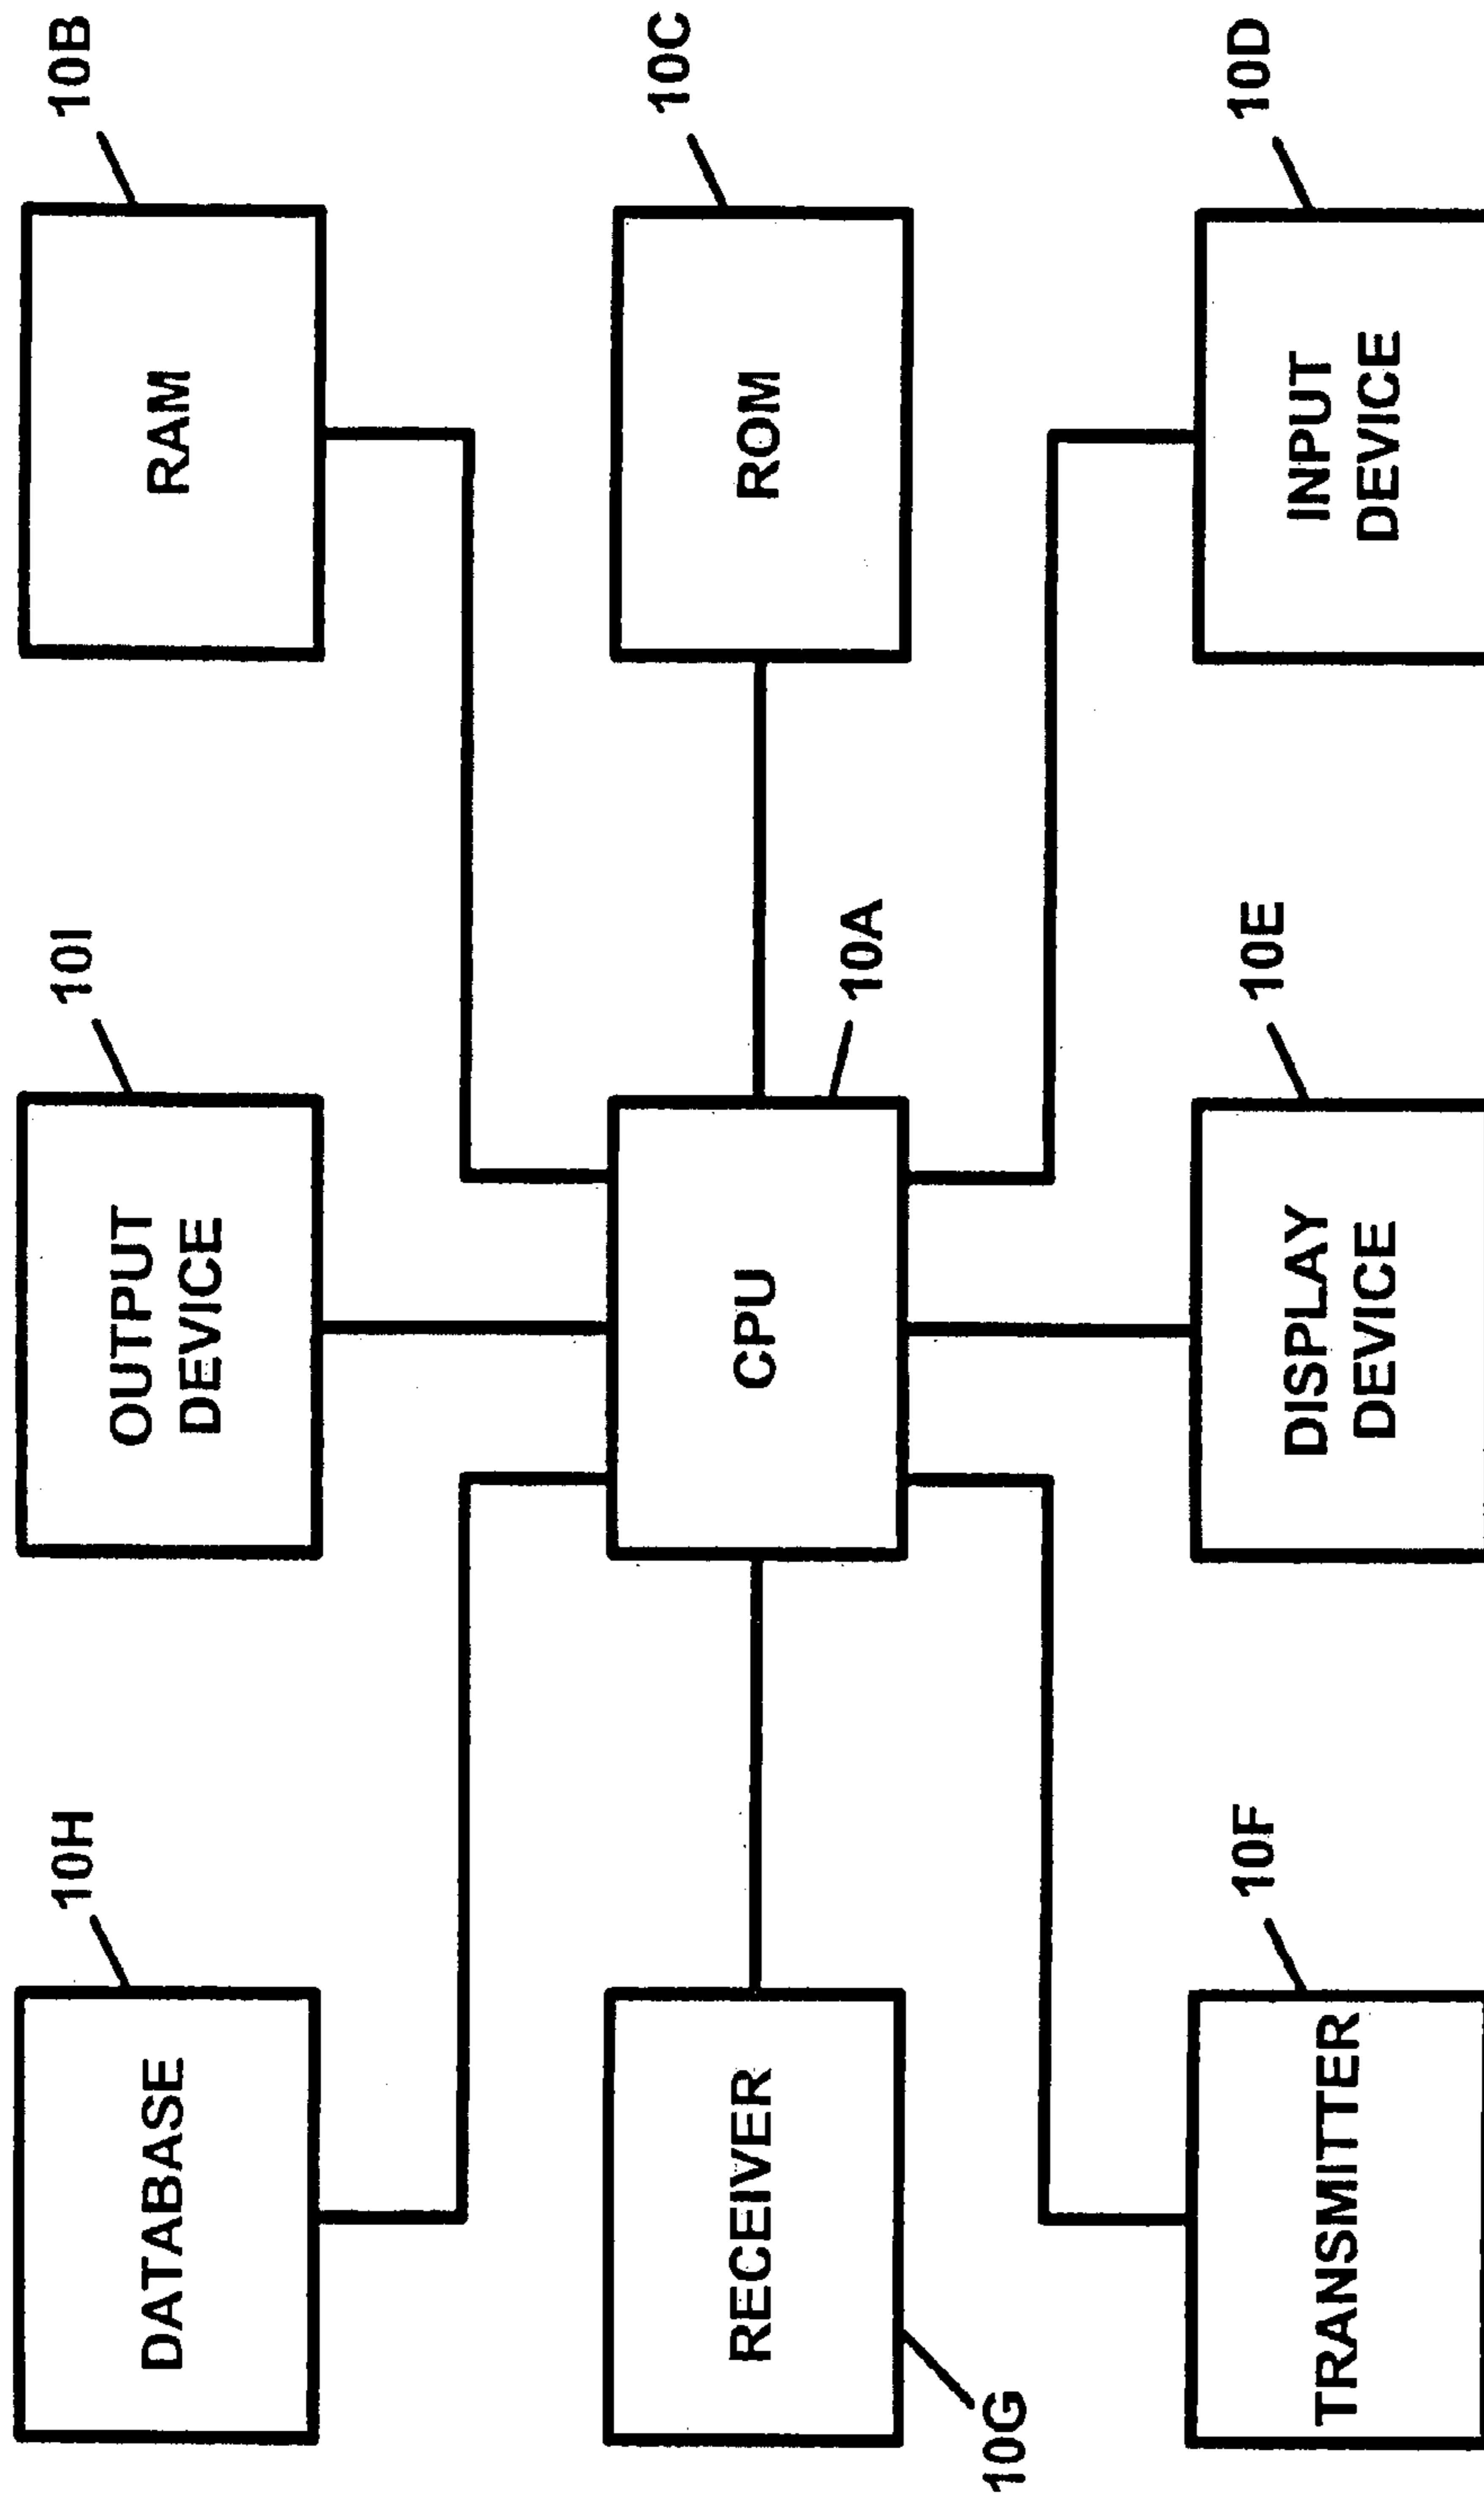 10H
10I
10B
DATABASE
OUTPUT
DEVICE
RAM
10C
RECEIVER
CPU
ROM
10A
10G
10F
10E
10D
TRANSMITTER
DISPLAY
DEVICE
INPUT
DEVICE